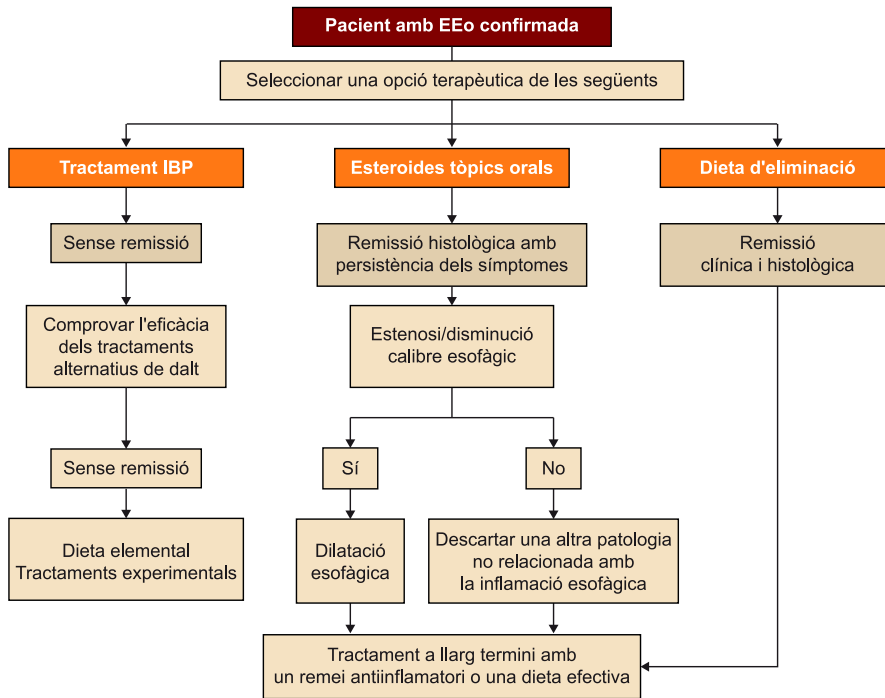 Pacient amb EEo confirmada
Seleccionar una opció terapèutica de les següents
Tractament IBP
Esteroides tòpics orals
Dieta d'eliminació
Sense remissió
Remissió histològica amb
persistència dels símptomes
Remissió
clínica i histològica
Comprovar l'eficàcia
dels tractaments
alternatius de dalt
Estenosi/disminució
calibre esofàgic
Sense remissió
Sí
No
Dieta elemental
Tractaments experimentals
Dilatació
esofàgica
Descartar una altra patologia
no relacionada amb
la inflamació esofàgica
Tractament a llarg termini amb
un remei antiinflamatori o una dieta efectiva